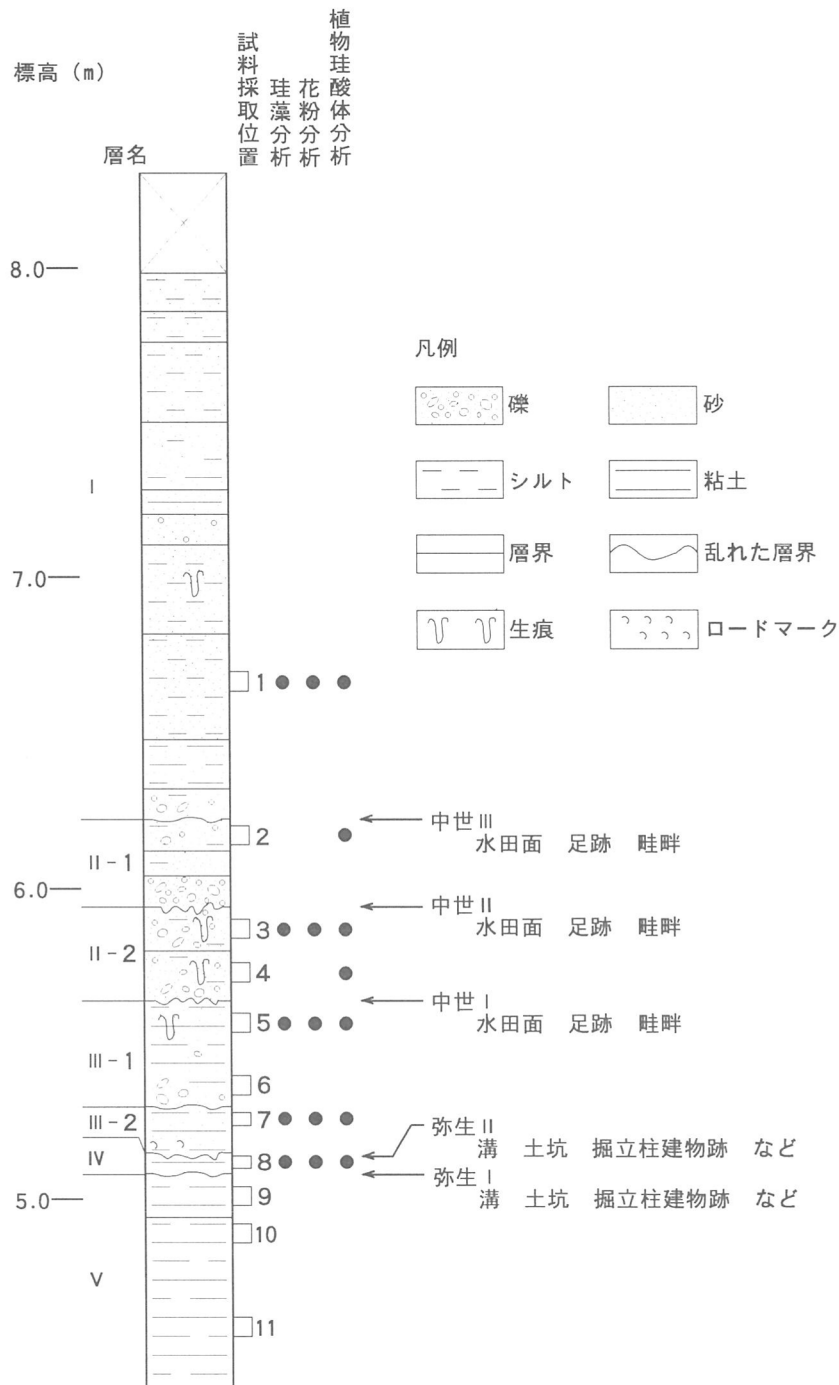 標高（m）
層名
試料採取位置
珪藻分析
花粉分析
植物珪酸体分析
8.0
7.0
6.0
5.0
I
II-1
II-2
III-1
III-2
IV
V
1
2
3
4
5
6
7
8
9
10
11
凡例
礫
砂
シルト
粘土
層界
乱れた層界
生痕
ロードマーク
中世III
水田面 足跡 畦畔
中世II
水田面 足跡 畦畔
中世I
水田面 足跡 畦畔
弥生II
溝 土坑 掘立柱建物跡 など
弥生I
溝 土坑 掘立柱建物跡 など